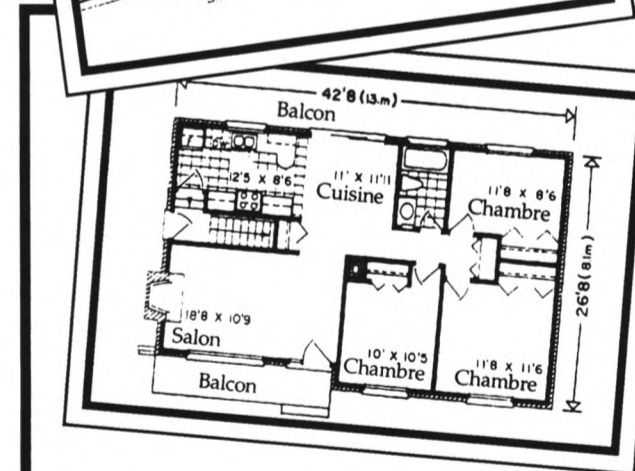 42'8 (13.m)
Balcon
12'5 X 8'6
11' X 11'11
Cuisine
11'8 X 8'6
Chambre
26'8 (8.1m)
18'8 X 10'9
Salon
10' X 10'5
Chambre
11'8 X 11'6
Chambre
Balcon